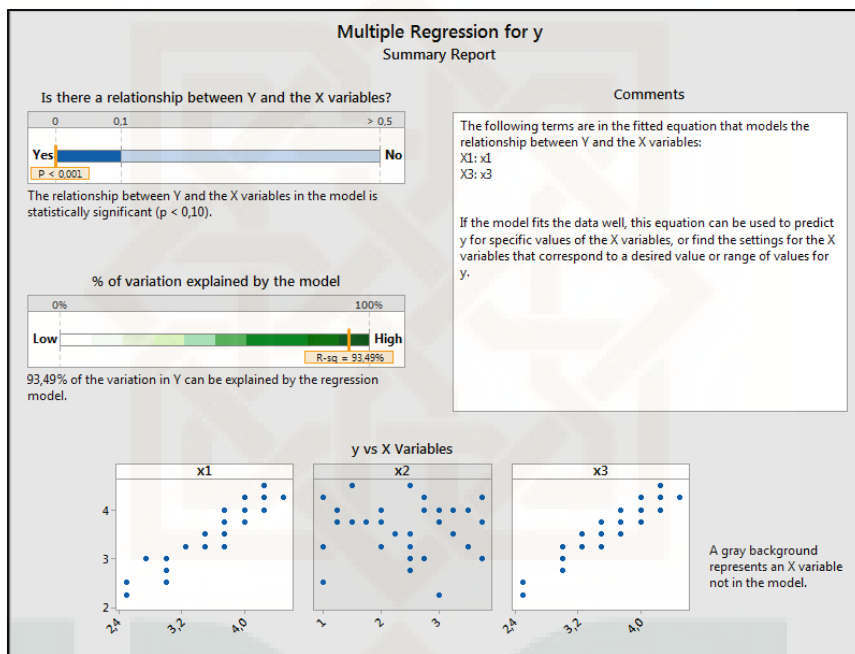 Multiple Regression for y
Summary Report
Is there a relationship between Y and the X variables?
0 0,1 > 0,5
Yes No
P < 0,001
The relationship between Y and the X variables in the model is
statistically significant (p < 0,10).
% of variation explained by the model
0% 100%
Low High
R-sq = 93,49%
93,49% of the variation in Y can be explained by the regression
model.
Comments
The following terms are in the fitted equation that models the
relationship between Y and the X variables:
X1: x1
X3: x3
If the model fits the data well, this equation can be used to predict
y for specific values of the X variables, or find the settings for the X
variables that correspond to a desired value or range of values for
y.
y vs X Variables
x1 x2 x3
4
3
2
2,4 3,2 4,0 1 2 3 2,4 3,2 4,0
A gray background
represents an X variable
not in the model.